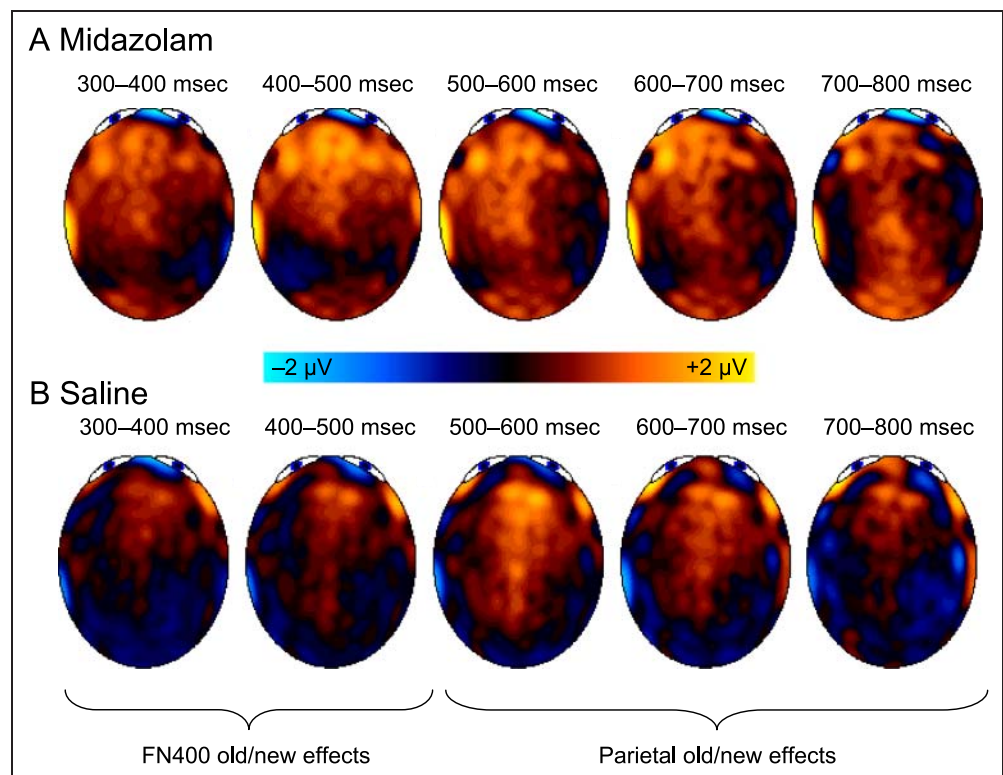 A Midazolam
300–400 msec 400–500 msec 500–600 msec 600–700 msec 700–800 msec
–2 μV +2 μV
B Saline
300–400 msec 400–500 msec 500–600 msec 600–700 msec 700–800 msec
FN400 old/new effects Parietal old/new effects